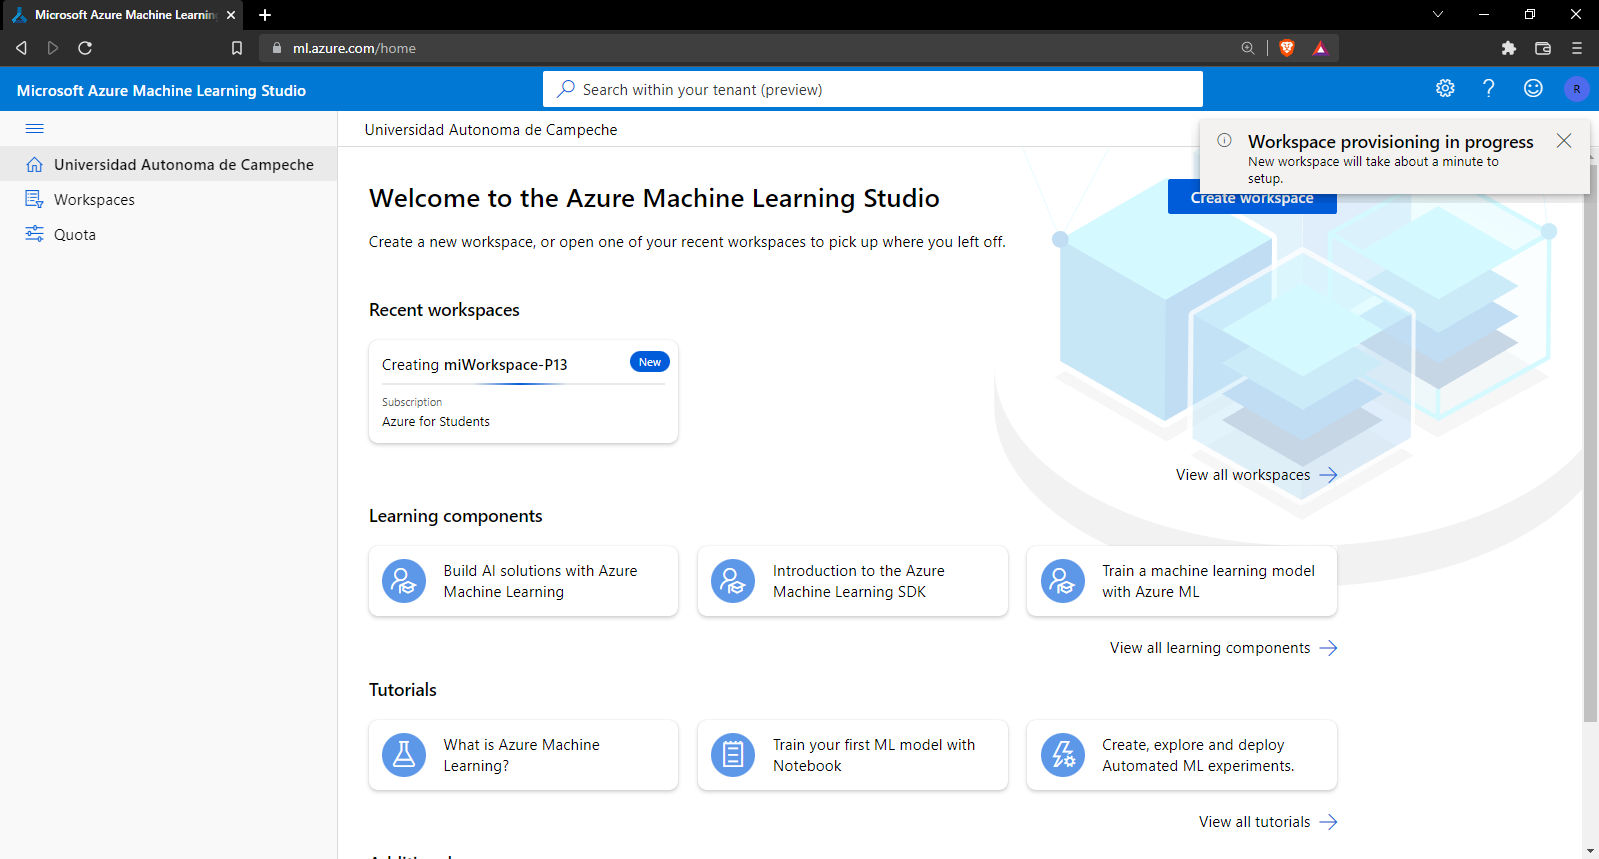 Microsoft Azure Machine Learning
ml.azure.com/home
Microsoft Azure Machine Learning Studio
Search within your tenant (preview)
R
Universidad Autonoma de Campeche
Workspaces
Quota
Universidad Autonoma de Campeche
Workspace provisioning in progress
New workspace will take about a minute to
setup.
Welcome to the Azure Machine Learning Studio
Create workspace
Create a new workspace, or open one of your recent workspaces to pick up where you left off.
Recent workspaces
Creating miWorkspace-P13
New
Subscription
Azure for Students
View all workspaces
Learning components
Build AI solutions with Azure
Machine Learning
Introduction to the Azure
Machine Learning SDK
Train a machine learning model
with Azure ML
View all learning components
Tutorials
What is Azure Machine
Learning?
Train your first ML model with
Notebook
Create, explore and deploy
Automated ML experiments.
View all tutorials